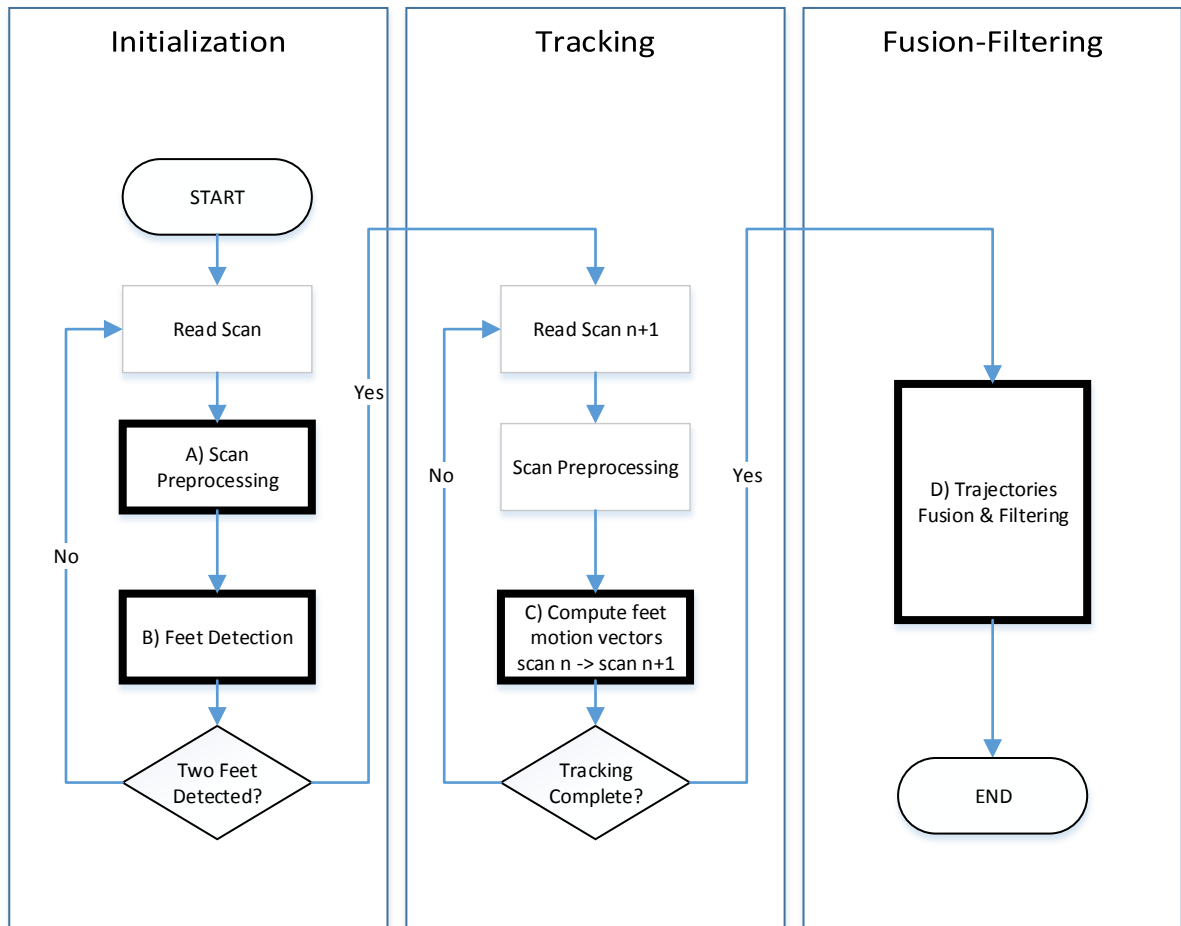 Initialization
START
Read Scan
A) Scan
Preprocessing
No
B) Feet Detection
Two Feet
Detected?
Yes
Tracking
Read Scan n+1
No
Scan Preprocessing
C) Compute feet
motion vectors
scan n -> scan n+1
Tracking
Complete?
Yes
Fusion-Filtering
D) Trajectories
Fusion & Filtering
END